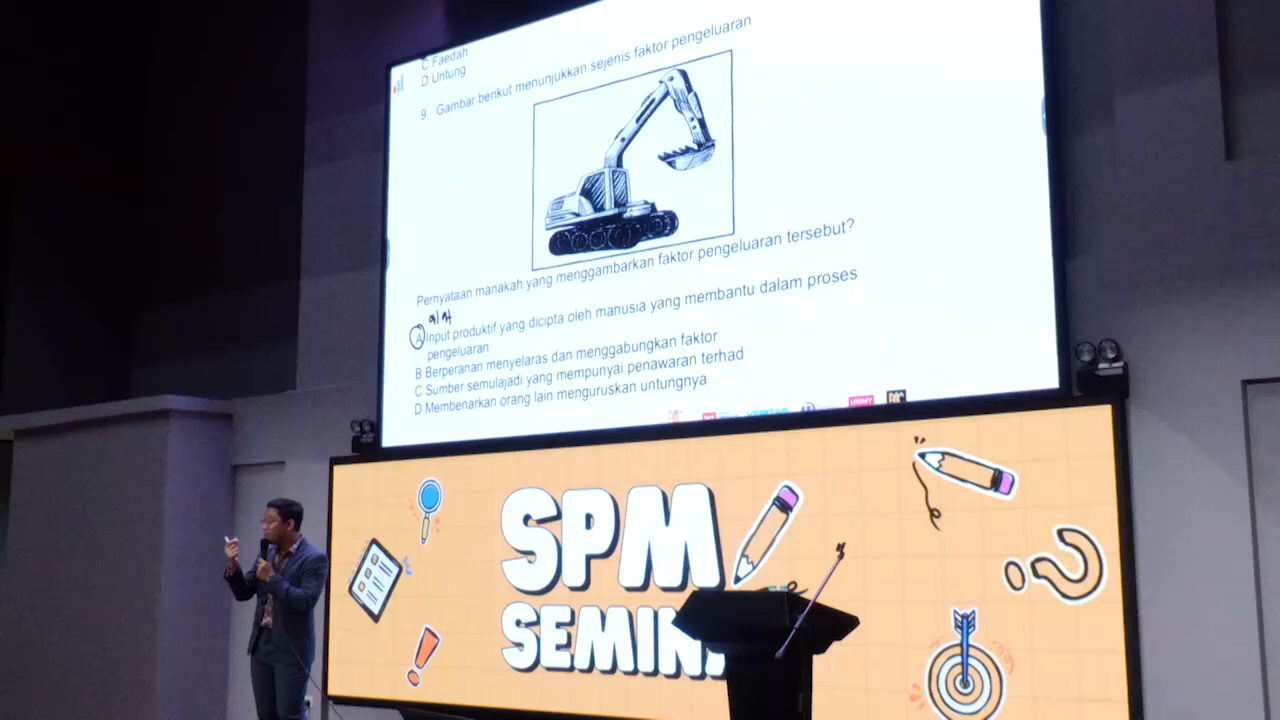 C Faedah
D Untung
9. Gambar berikut menunjukkan sejenis faktor pengeluaran
Pernyataan manakah yang menggambarkan faktor pengeluaran tersebut?
A Input produktif yang dicipta oleh manusia yang membantu dalam proses
pengeluaran
B Berperanan menyelaras dan menggabungkan faktor
C Sumber semulajadi yang mempunyai penawaran terhad
D Membenarkan orang lain menguruskan untungnya
SPM
SEMIN